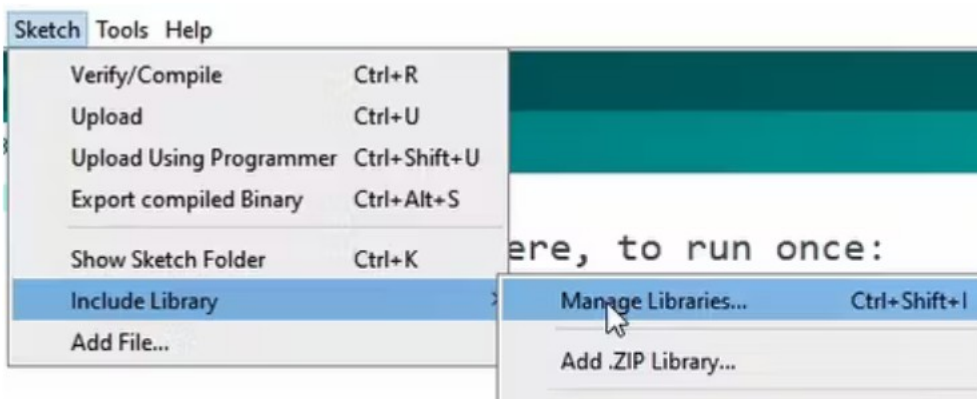 Sketch Tools Help
Verify/Compile Ctrl+R
Upload Ctrl+U
Upload Using Programmer Ctrl+Shift+U
Export compiled Binary Ctrl+Alt+S
Show Sketch Folder Ctrl+K
ere, to run once:
Include Library
Manage Libraries... Ctrl+Shift+I
Add File...
Add .ZIP Library...